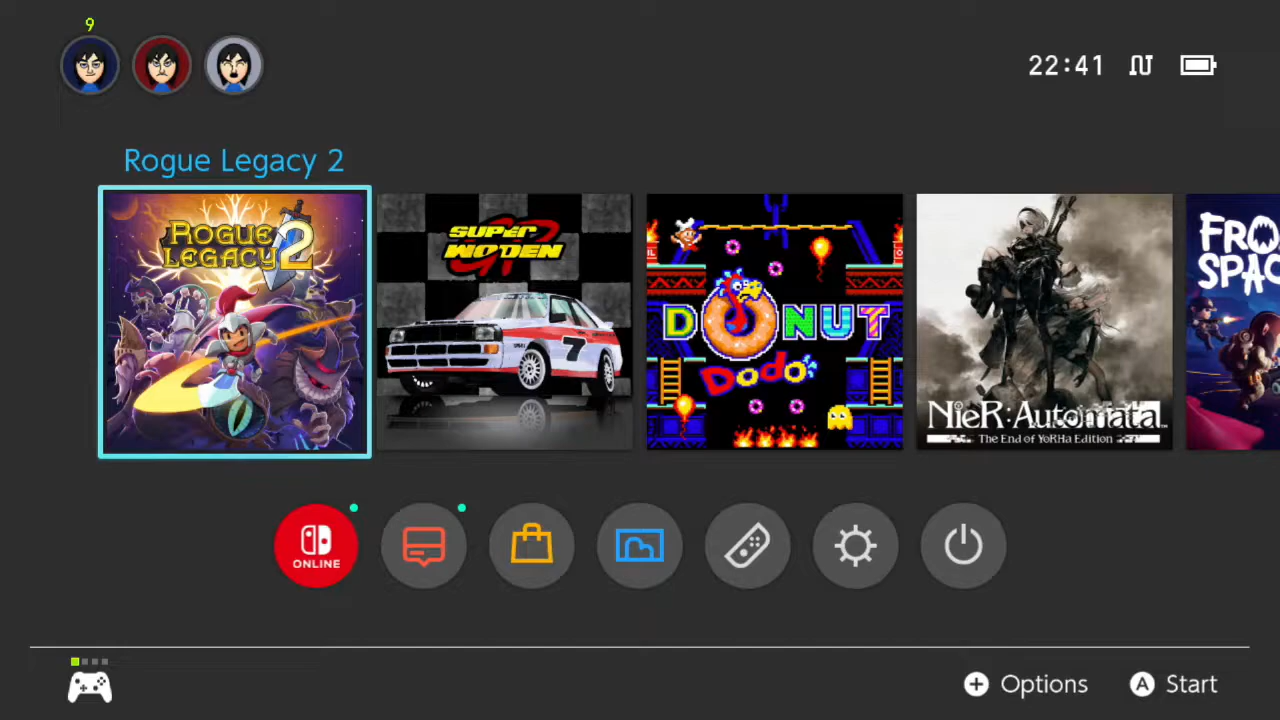 9
22:41
Rogue Legacy 2
ROGUE
LEGACY 2
SUPER
WODEN
GP
7
DONUT
Dodo
NieR:Automata
The End of YoRHa Edition
FRO
SPAC
ONLINE
Options
A Start